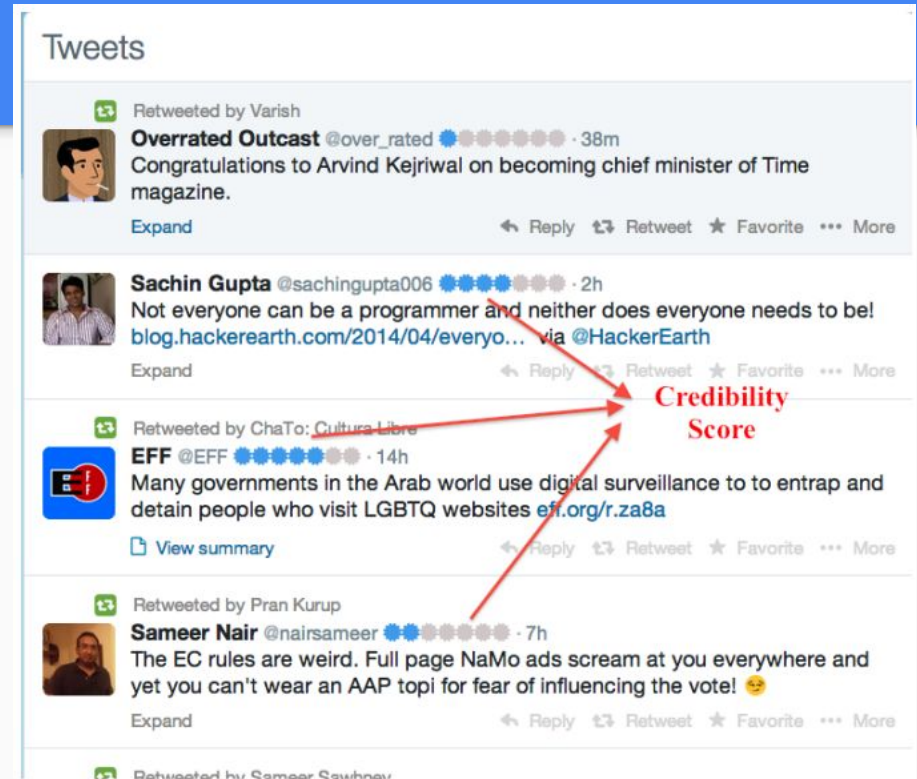 Tweets
Retweeted by Varish
Overrated Outcast @over_rated · 38m
Congratulations to Arvind Kejriwal on becoming chief minister of Time
magazine.
Expand Reply Retweet Favorite ••• More
Sachin Gupta @sachingupta006 · 2h
Not everyone can be a programmer and neither does everyone needs to be!
blog.hackerearth.com/2014/04/everyo... via @HackerEarth
Expand Reply Retweet Favorite ••• More
Credibility
Score
Retweeted by ChaTo: Cultura Libre
EFF @EFF · 14h
Many governments in the Arab world use digital surveillance to to entrap and
detain people who visit LGBTQ websites eff.org/r.za8a
View summary Reply Retweet Favorite ••• More
Retweeted by Pran Kurup
Sameer Nair @nairsameer · 7h
The EC rules are weird. Full page NaMo ads scream at you everywhere and
yet you can't wear an AAP topi for fear of influencing the vote! 😏
Expand Reply Retweet Favorite ••• More
Retweeted by Sameer Sawhney